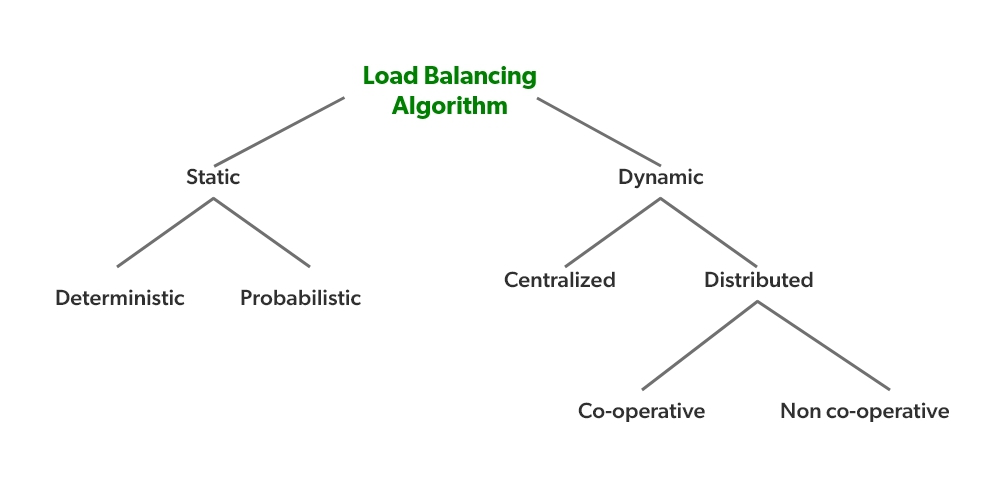 Load Balancing
Algorithm
Static
Dynamic
Deterministic
Probabilistic
Centralized
Distributed
Co-operative
Non co-operative